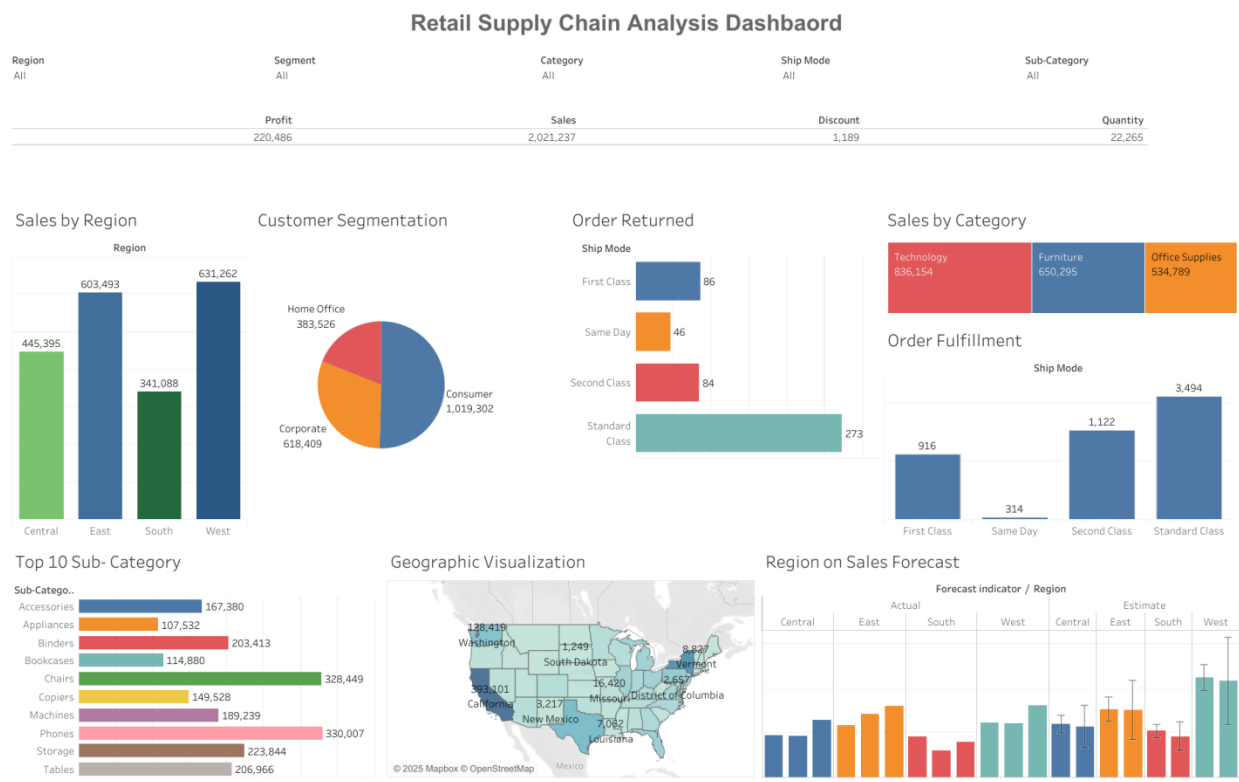 Retail Supply Chain Analysis Dashbaord
Region Segment Category Ship Mode Sub-Category
All All All All All
Profit Sales Discount Quantity
220,486 2,021,237 1,189 22,265
Sales by Region
Region
445,395
603,493
341,088
631,262
Central East South West
Customer Segmentation
Home Office
383,526
Consumer
1,019,302
Corporate
618,409
Order Returned
Ship Mode
First Class 86
Same Day 46
Second Class 84
Standard
Class
273
Sales by Category
Technology
836,154
Furniture
650,295
Office Supplies
534,789
Order Fulfillment
Ship Mode
916
314
1,122
3,494
First Class Same Day Second Class Standard Class
Top 10 Sub- Category
Sub-Catego..
Accessories 167,380
Appliances 107,532
Binders 203,413
Bookcases 114,880
Chairs 328,449
Copiers 149,528
Machines 189,239
Phones 330,007
Storage 223,844
Tables 206,966
Geographic Visualization
128,419
Washington
1,249
South Dakota
8,827
Vermont
393,101
California
16,420
Missouri
2,657
District of Columbia
3,217
New Mexico
7,062
Louisiana
Mexico
© 2025 Mapbox © OpenStreetMap
Region on Sales Forecast
Forecast indicator / Region
Actual Estimate
Central East South West Central East South West